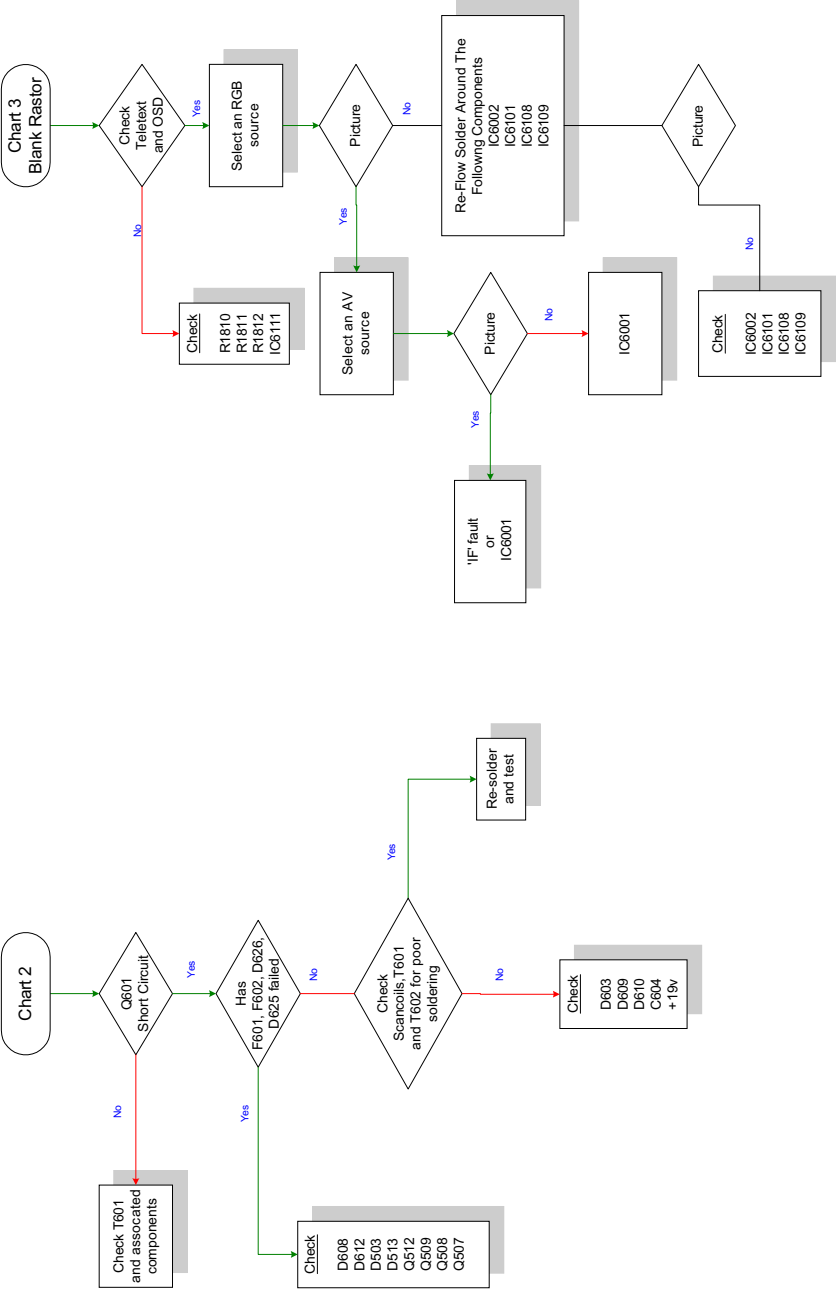 Chart 2
Q601
Short Circuit
No
Yes
Check T601
and assocated
components
Has
F601, F602, D626,
D625 failed
Yes
No
Check
D608
D612
D503
D513
Q512
Q509
Q508
Q507
Check
Scancoils,T601
and T602 for poor
soldering
Yes
No
Re-solder
and test
Check
D603
D609
D610
C604
+19v
Chart 3
Blank Rastor
Check
Teletext
and OSD
No
Yes
Check
R1810
R1811
R1812
IC6111
Select an RGB
source
Picture
Yes
No
Select an AV
source
Picture
Yes
No
'IF' fault
or
IC6001
IC6001
Re-Flow Solder Around The
Followng Components
IC6002
IC6101
IC6108
IC6109
Picture
No
Check
IC6002
IC6101
IC6108
IC6109